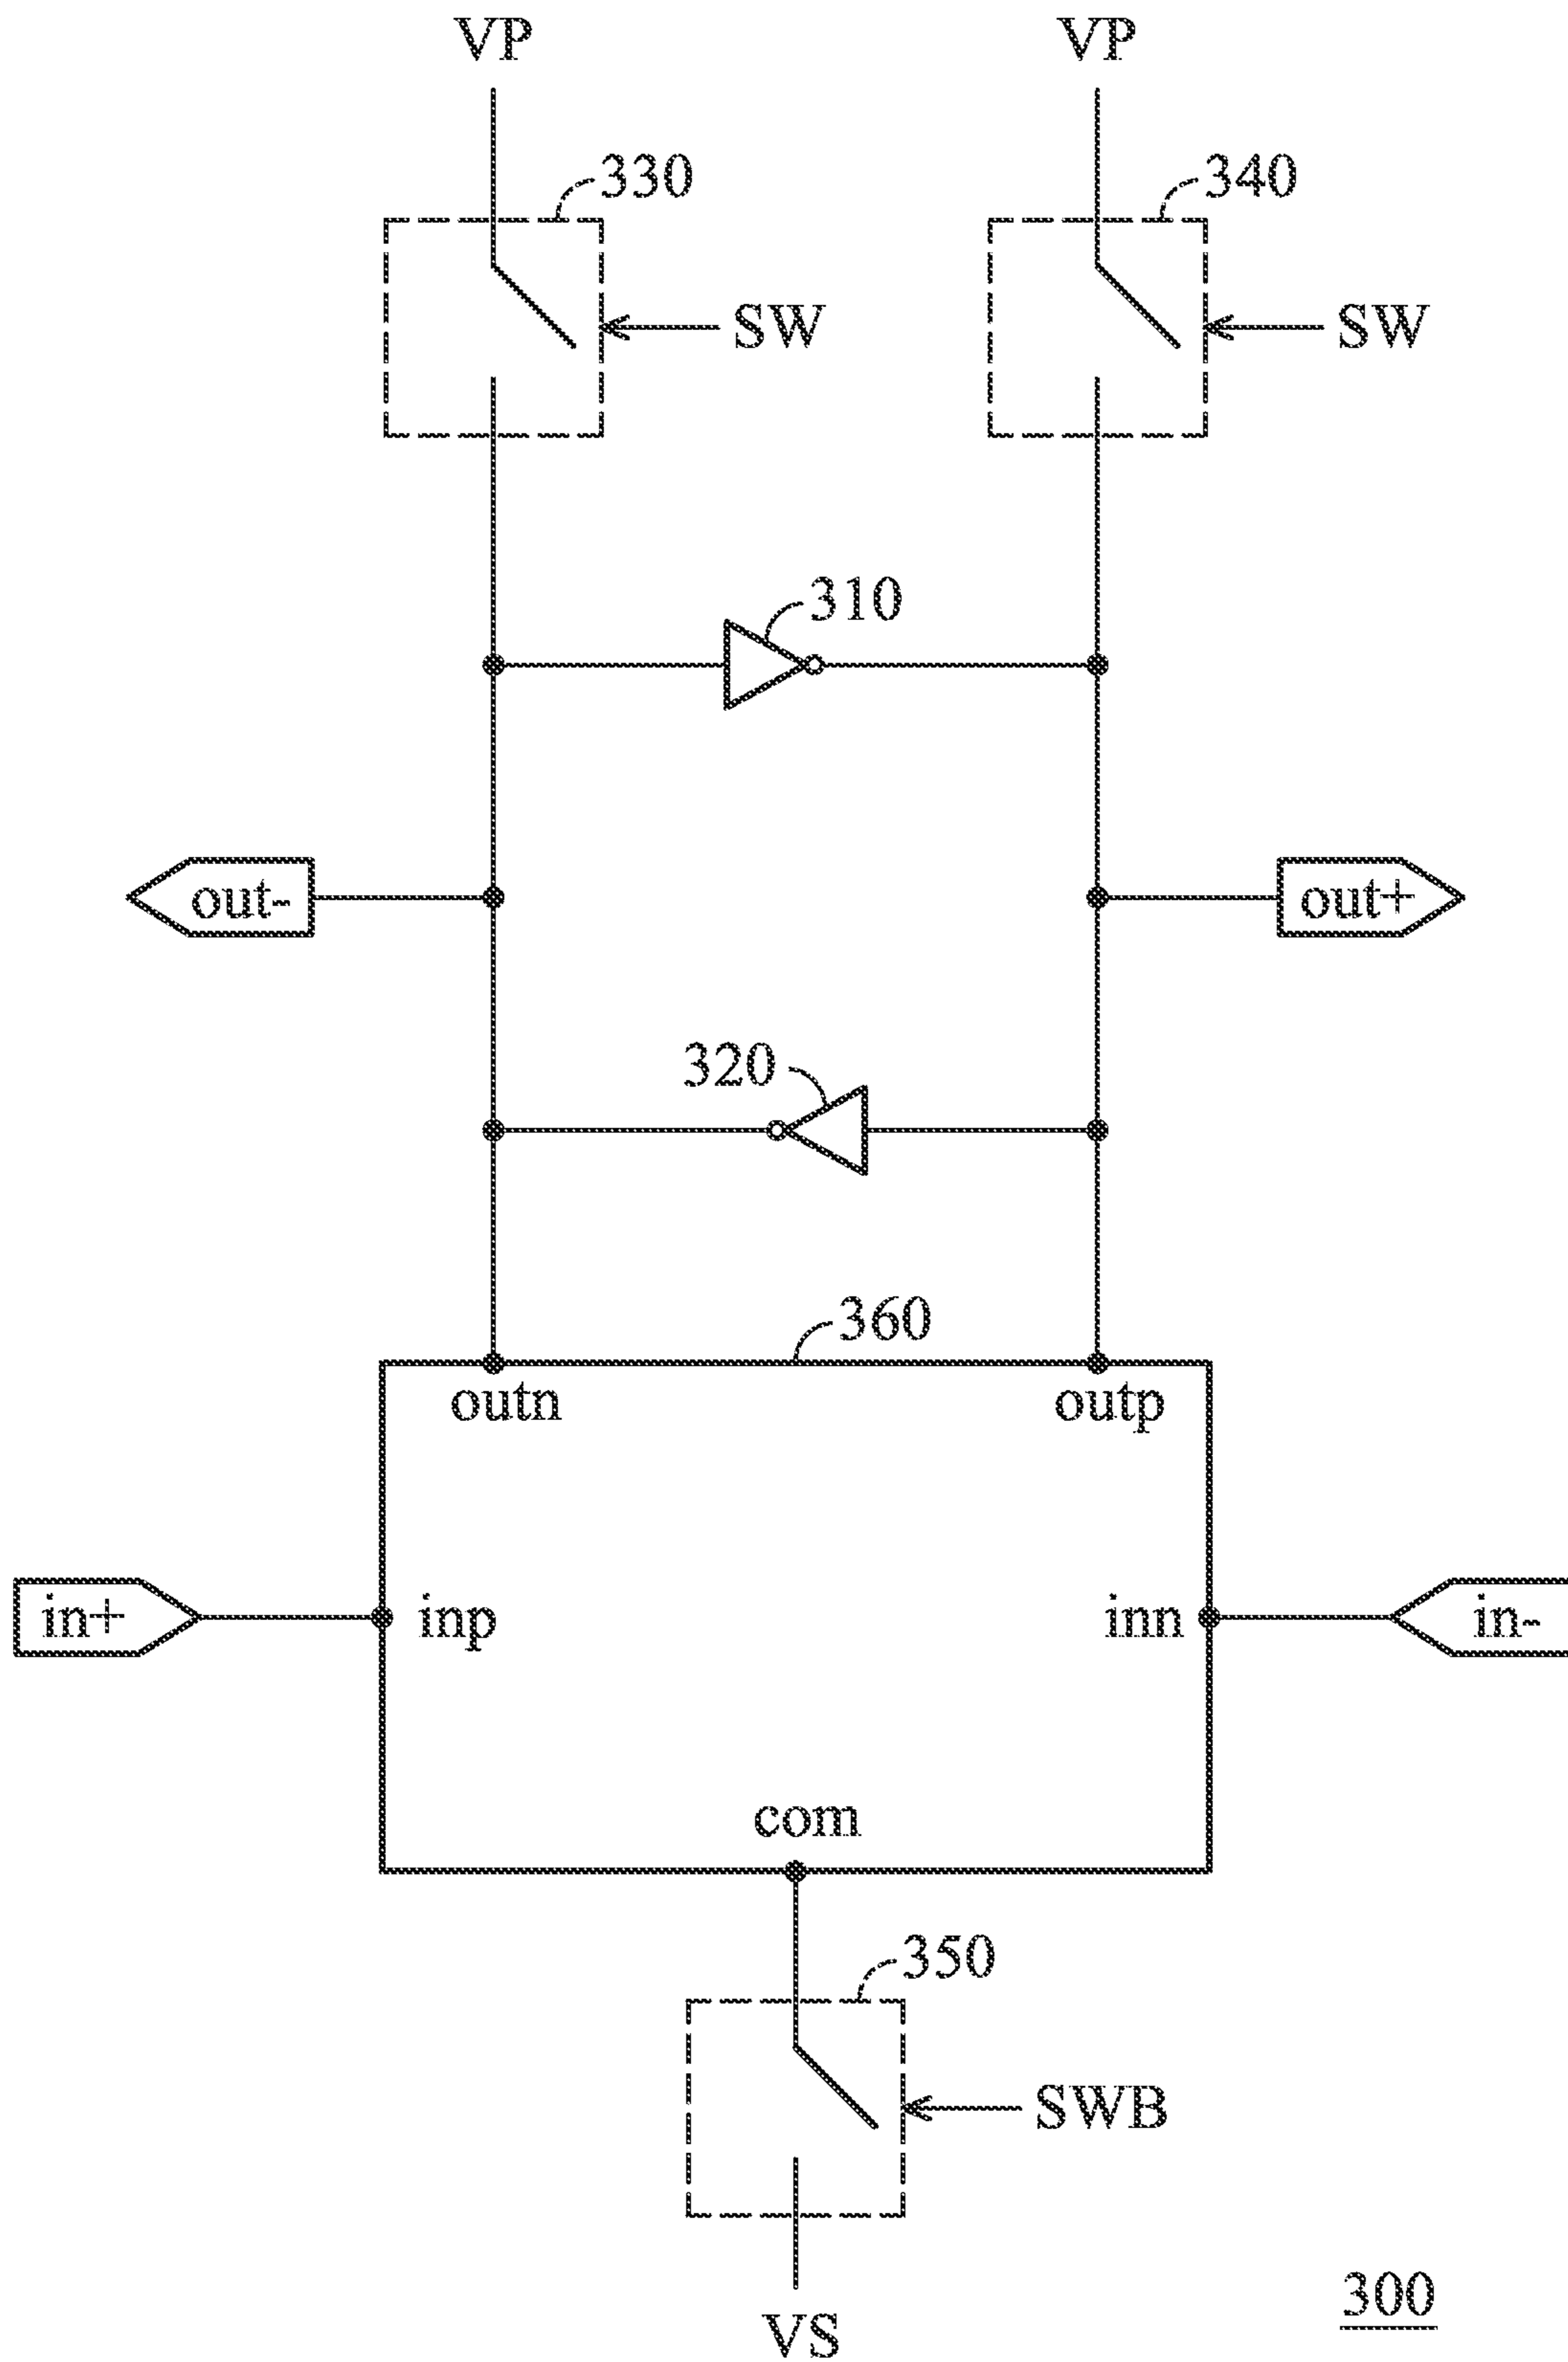 VP VP
330 340
SW SW
310
out- out+
320
360
outn outp
in+ inp inn in-
com
350
SWB
300
VS